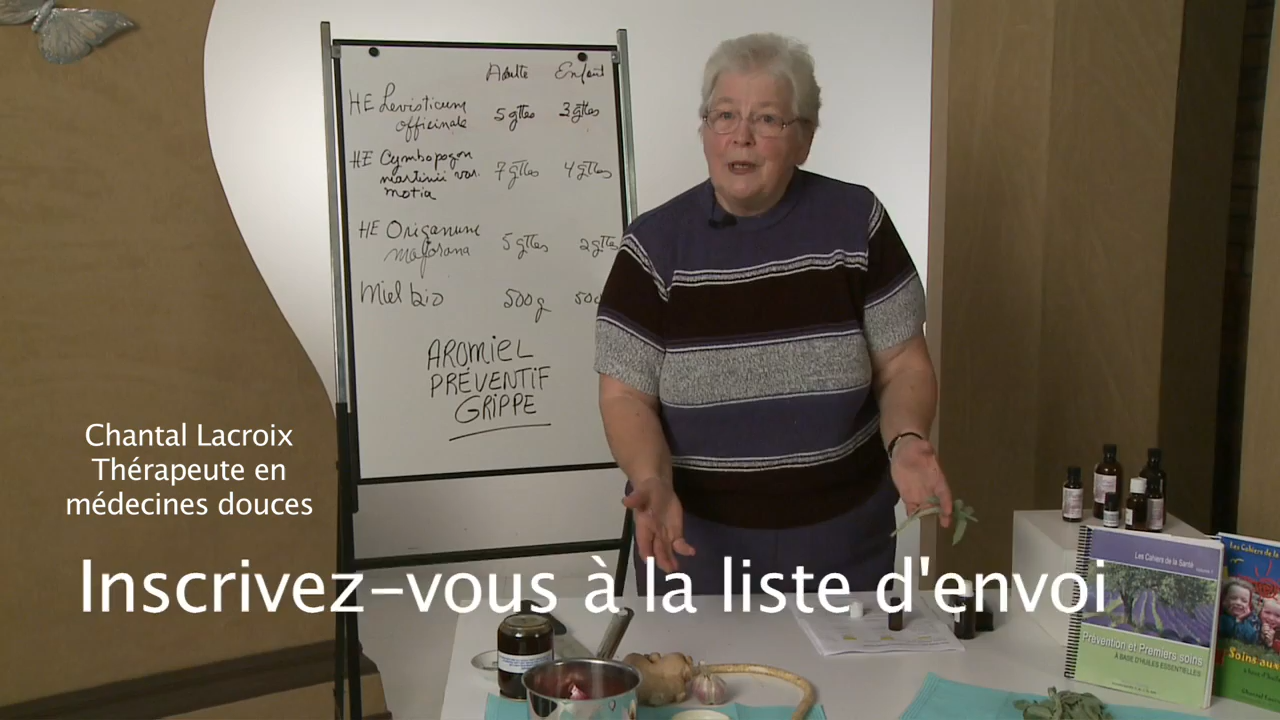 Adulte Enfant
HE Levisticum officinale 5 gttes 3 gttes
HE Cymbopogon martinii var. motia 7 gttes 4 gttes
HE Origanum majorana 5 gttes 2 gttes
Miel bio 500g 500
AROMIEL
PRÉVENTIF
GRIPPE
Chantal Lacroix
Thérapeute en
médecines douces
Inscrivez-vous à la liste d'envoi
Les Cahiers de la Santé
Prévention et Premiers soins
À BASE D'HUILES ESSENTIELLES
Les Cahiers de la
Soins aux